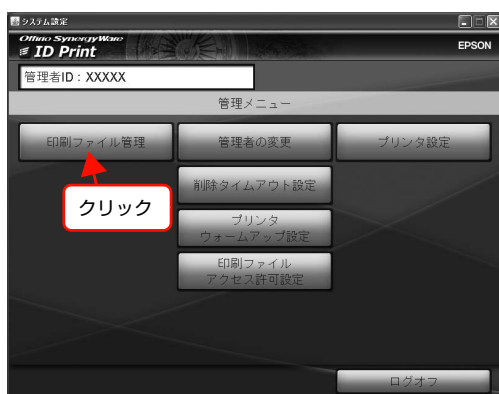 システム設定
Offirio SynergyWare
ID Print
EPSON
管理者ID：XXXXX
管理メニュー
印刷ファイル管理
管理者の変更
プリンタ設定
クリック
削除タイムアウト設定
プリンタ
ウォームアップ設定
印刷ファイル
アクセス許可設定
ログオフ